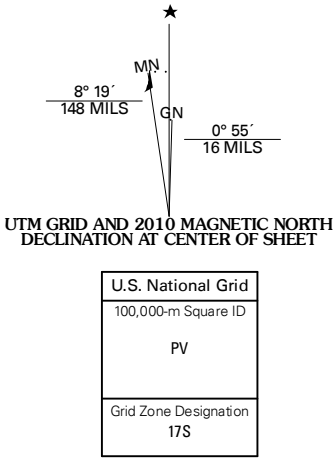 ★
MN
8° 19´
148 MILS
GN
0° 55´
16 MILS
UTM GRID AND 2010 MAGNETIC NORTH
DECLINATION AT CENTER OF SHEET
U.S. National Grid
100,000-m Square ID
PV
Grid Zone Designation
17S